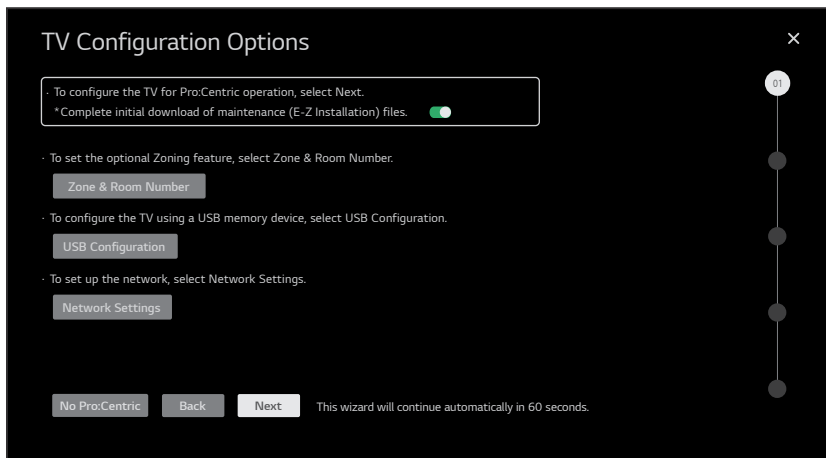 TV Configuration Options
01
· To configure the TV for Pro:Centric operation, select Next.
*Complete initial download of maintenance (E-Z Installation) files.
· To set the optional Zoning feature, select Zone & Room Number.
Zone & Room Number
· To configure the TV using a USB memory device, select USB Configuration.
USB Configuration
· To set up the network, select Network Settings.
Network Settings
No Pro:Centric Back Next This wizard will continue automatically in 60 seconds.